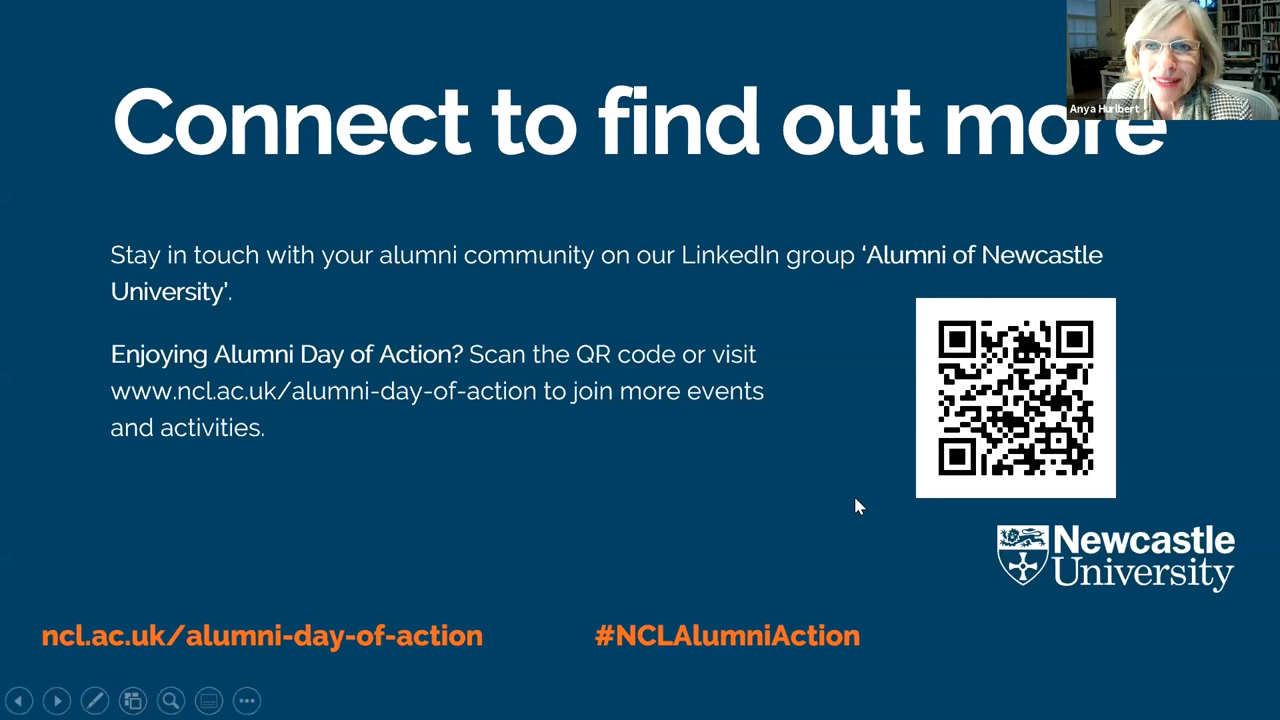 Connect to find out more
Anya Hurlbert
Stay in touch with your alumni community on our LinkedIn group ‘Alumni of Newcastle
University’.
Enjoying Alumni Day of Action? Scan the QR code or visit
www.ncl.ac.uk/alumni-day-of-action to join more events
and activities.
Newcastle
University
ncl.ac.uk/alumni-day-of-action
#NCLAlumniAction